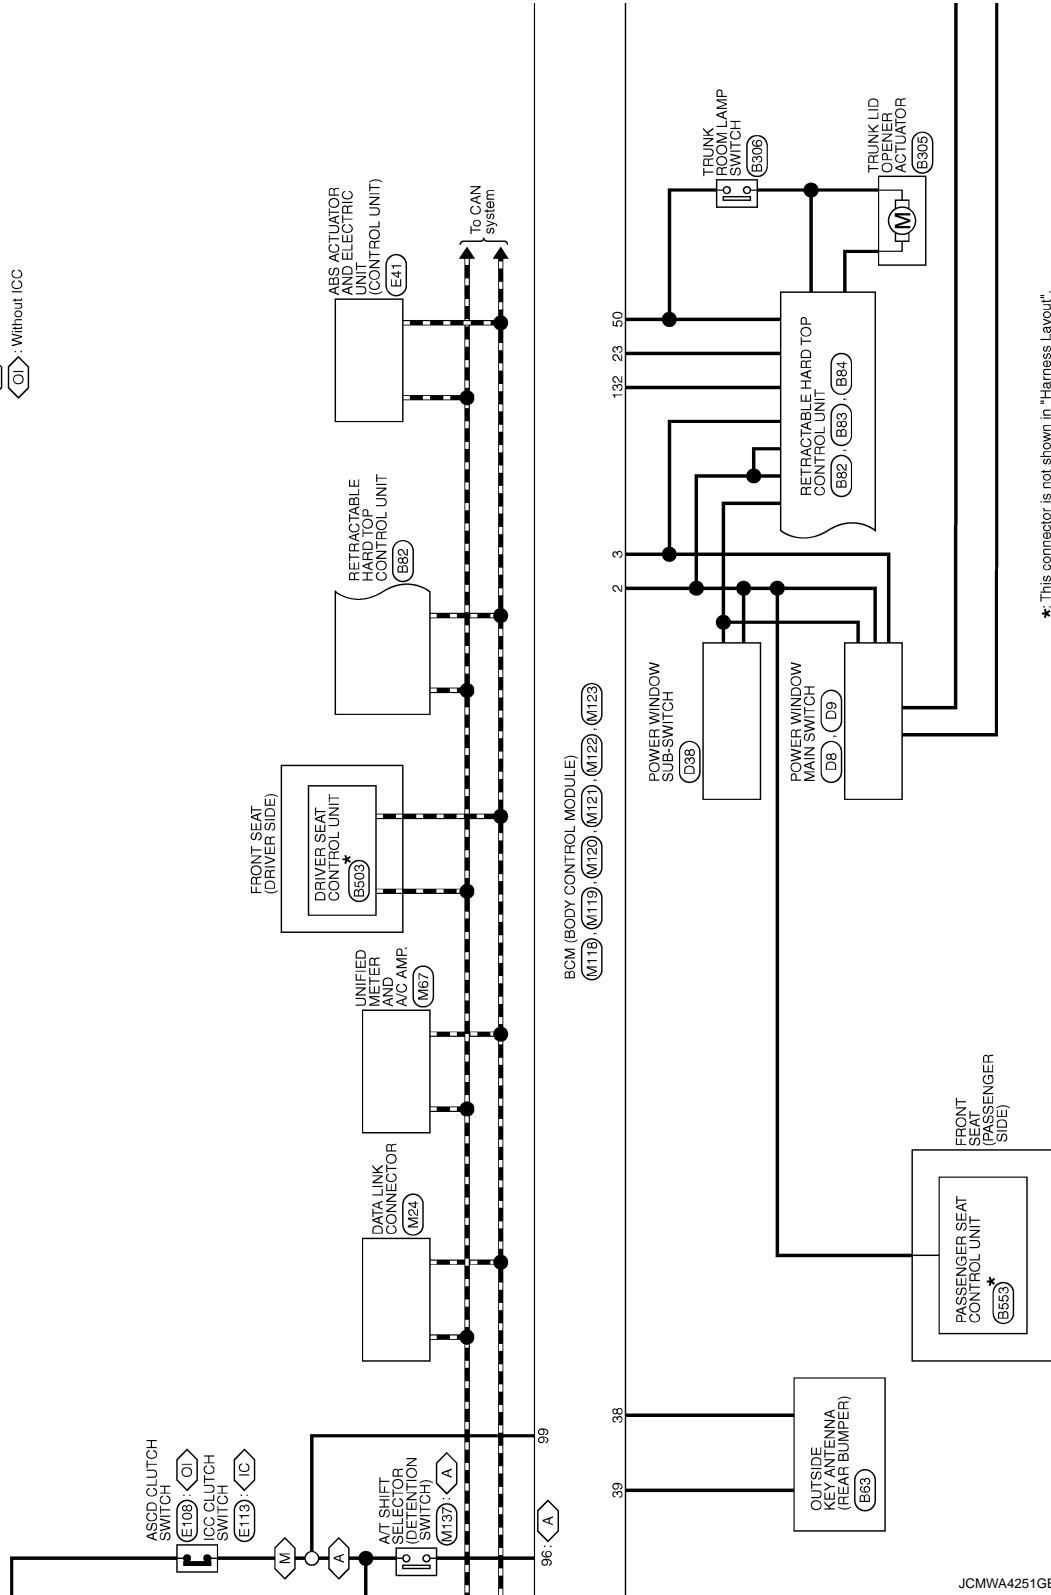 OI : Without ICC
ASCD CLUTCH
SWITCH
E108 : OI
ICC CLUTCH
SWITCH
E113 : IC
M
A
A/T SHIFT
SELECTOR
(DETENTION
SWITCH)
M137 : A
96 : A
99
DATA LINK
CONNECTOR
M24
UNIFIED
METER
AND
A/C AMP.
M67
FRONT SEAT
(DRIVER SIDE)
DRIVER SEAT
CONTROL UNIT
B503 *
RETRACTABLE
HARD TOP
CONTROL UNIT
B82
ABS ACTUATOR
AND ELECTRIC
UNIT
(CONTROL UNIT)
E41
To CAN
system
BCM (BODY CONTROL MODULE)
M118 , M119 , M120 , M121 , M122 , M123
39
38
2
3
132
23
50
OUTSIDE
KEY ANTENNA
(REAR BUMPER)
B63
FRONT
SEAT
(PASSENGER
SIDE)
PASSENGER SEAT
CONTROL UNIT
B553 *
POWER WINDOW
SUB-SWITCH
D38
POWER WINDOW
MAIN SWITCH
D8 , D9
RETRACTABLE HARD TOP
CONTROL UNIT
B82 , B83 , B84
TRUNK
ROOM LAMP
SWITCH
B306
TRUNK LID
OPENER
ACTUATOR
B305
M
*: This connector is not shown in "Harness Layout".
JCMWA4251GB